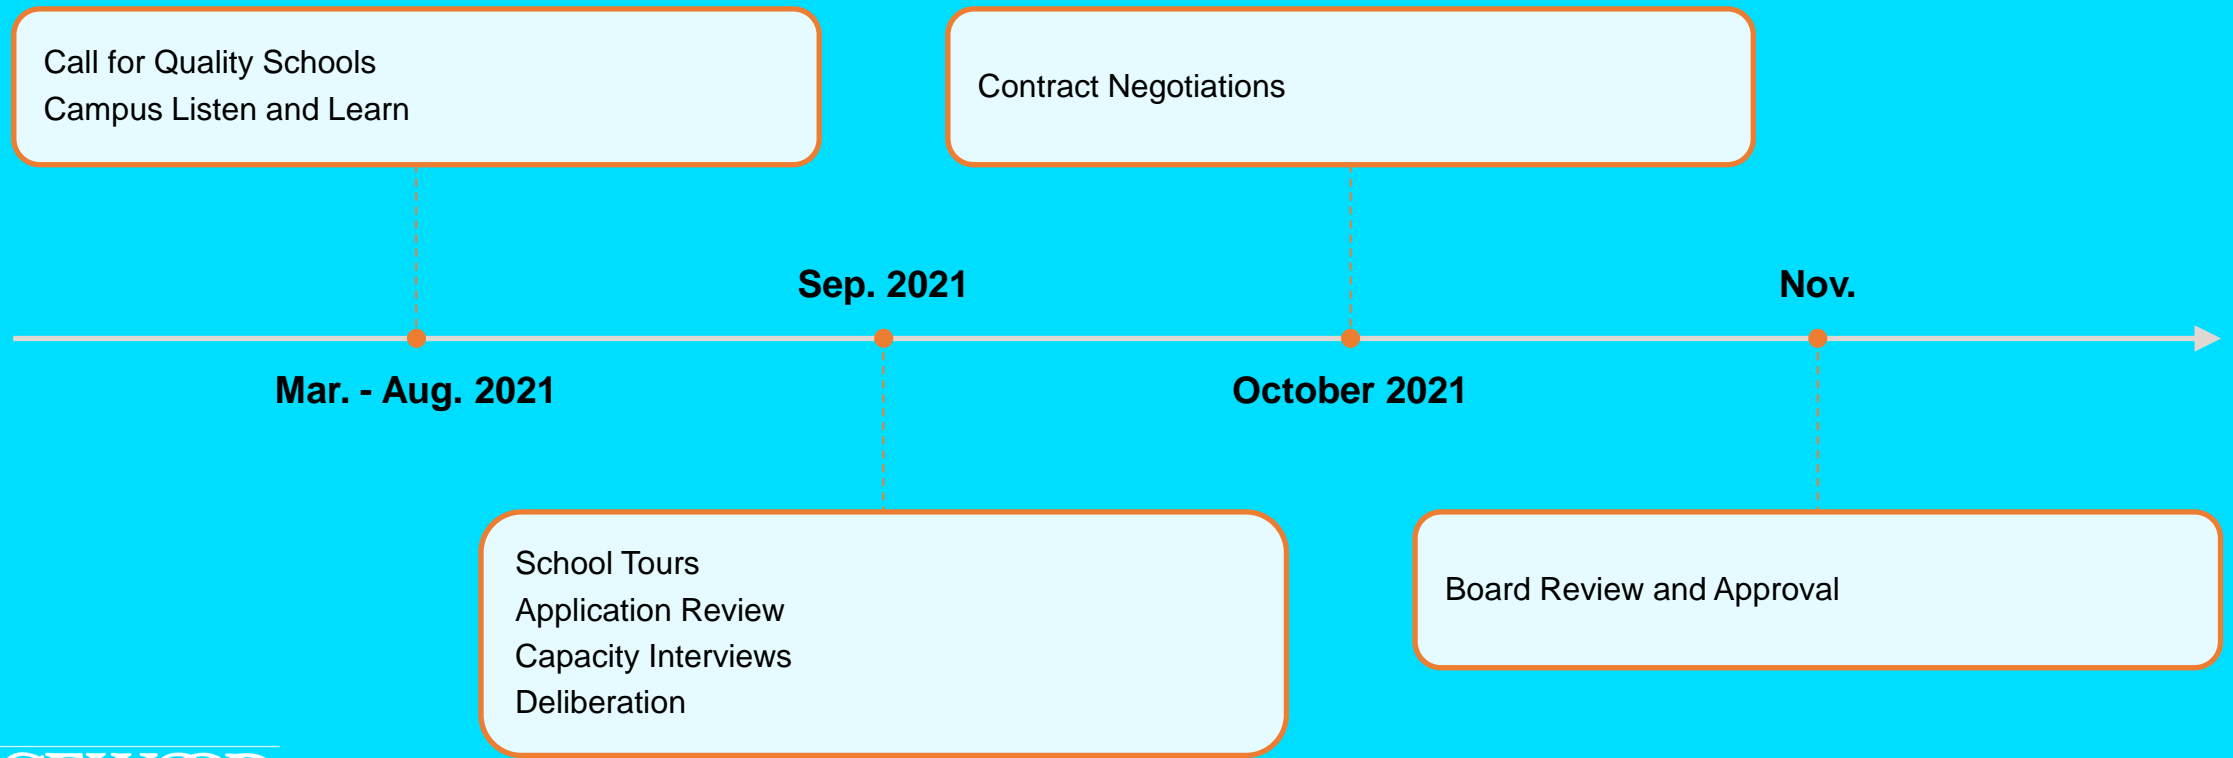 Call for Quality Schools
Campus Listen and Learn
Contract Negotiations
Sep. 2021
Nov.
Mar. - Aug. 2021
October 2021
School Tours
Application Review
Capacity Interviews
Deliberation
Board Review and Approval